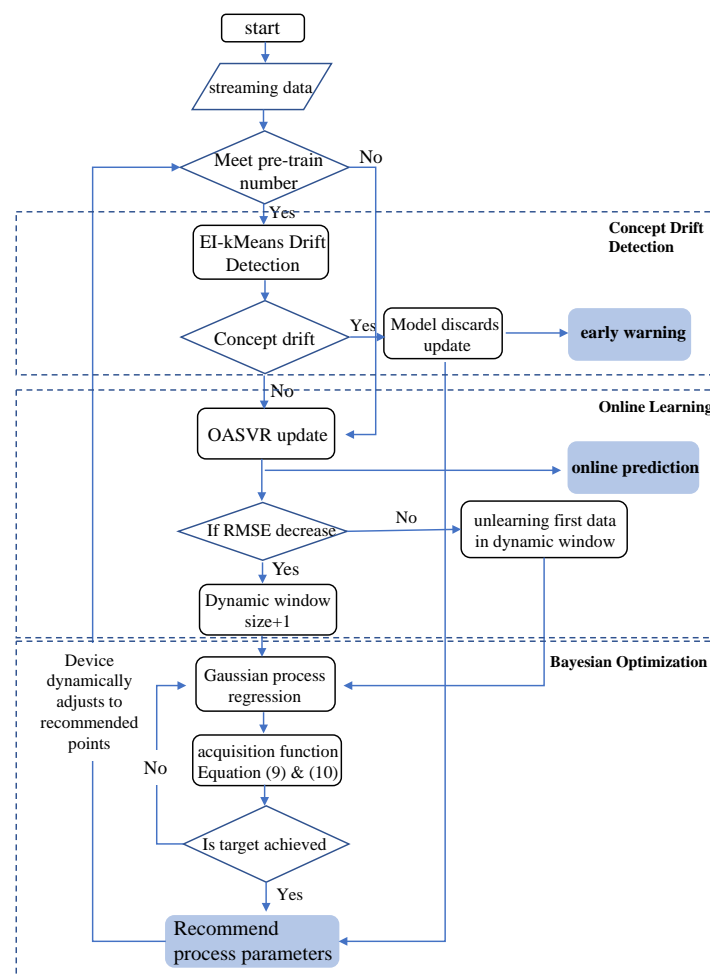 start
streaming data
Meet pre-train
number
No
Yes
Concept Drift
Detection
EI-kMeans Drift
Detection
Concept drift
Yes
Model discards
update
early warning
No
Online Learning
OASVR update
online prediction
If RMSE decrease
No
unlearning first data
in dynamic window
Yes
Dynamic window
size+1
Bayesian Optimization
Device
dynamically
adjusts to
recommended
points
Gaussian process
regression
No
acquisition function
Equation (9) & (10)
Is target achieved
Yes
Recommend
process parameters